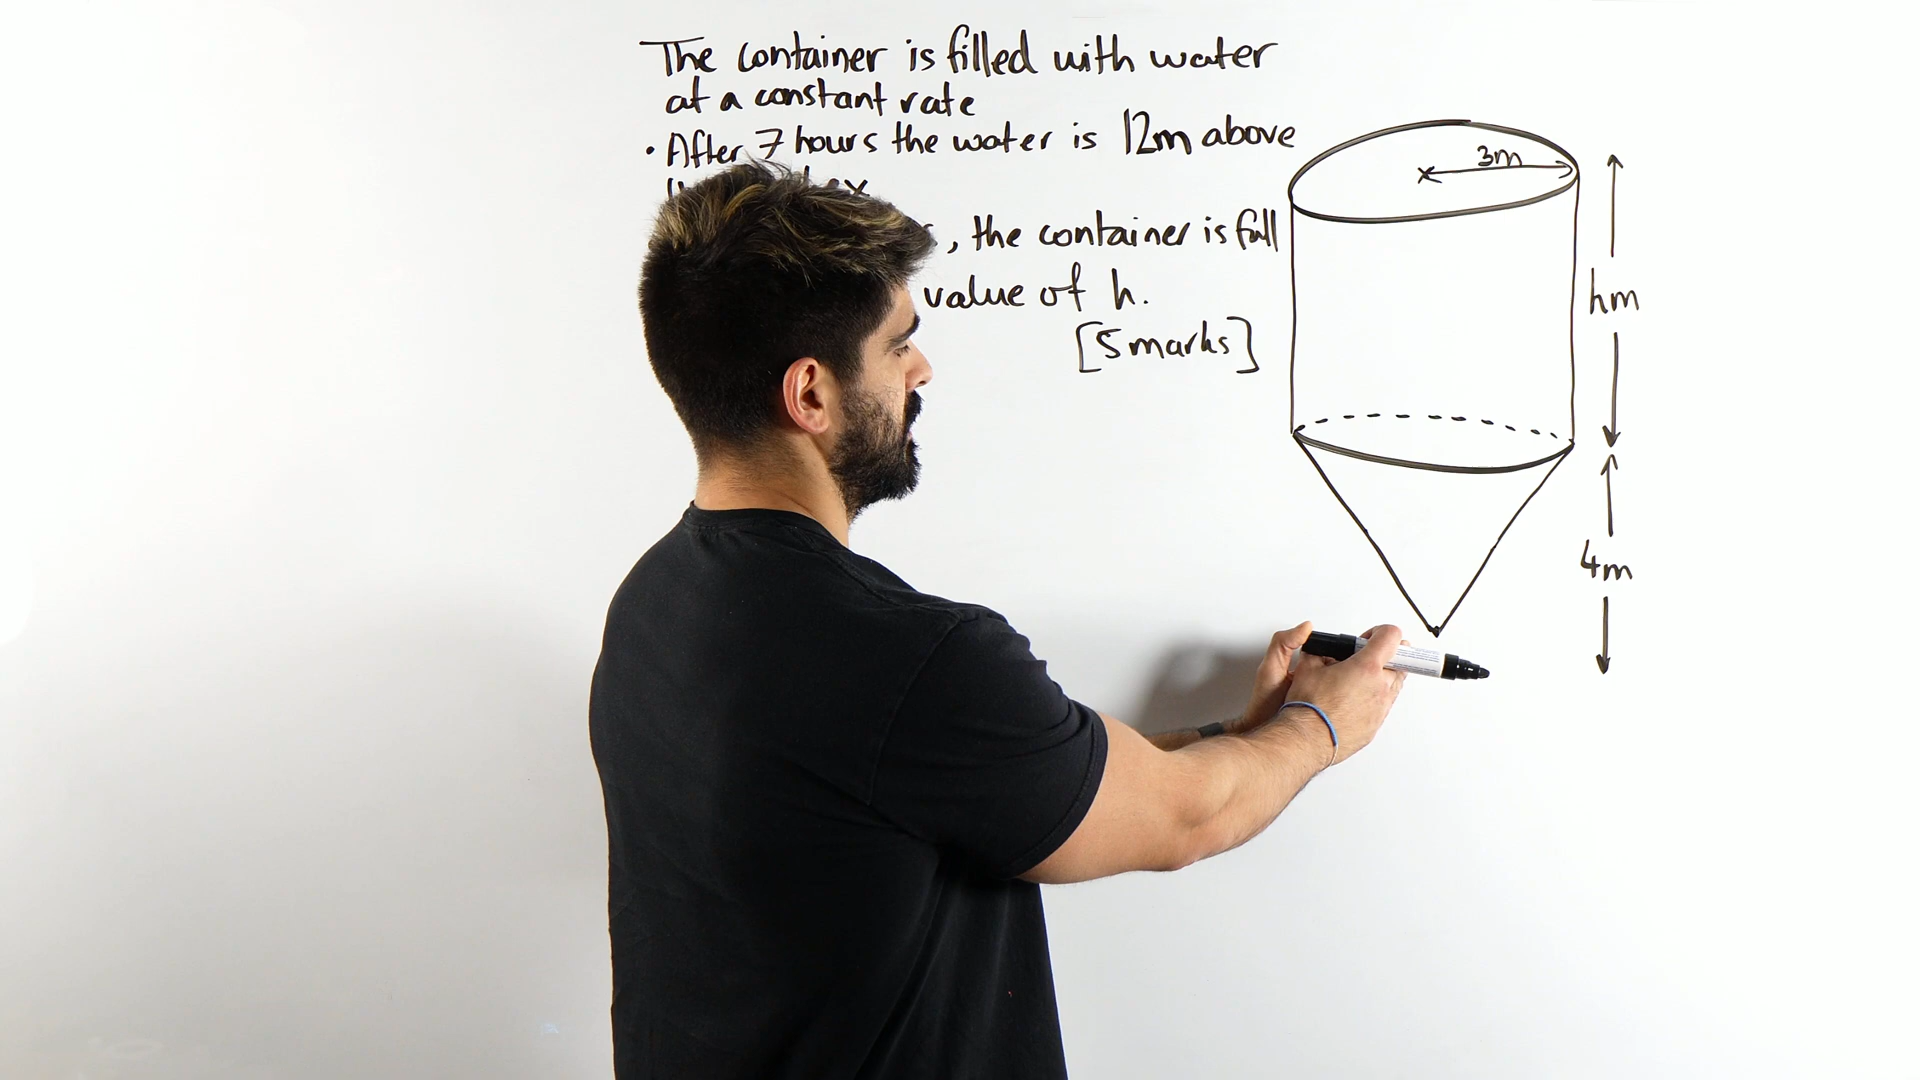 The container is filled with water
at a constant rate
• After 7 hours the water is 12m above
, the container is full
value of h.
[5 marks]
3m
hm
4m